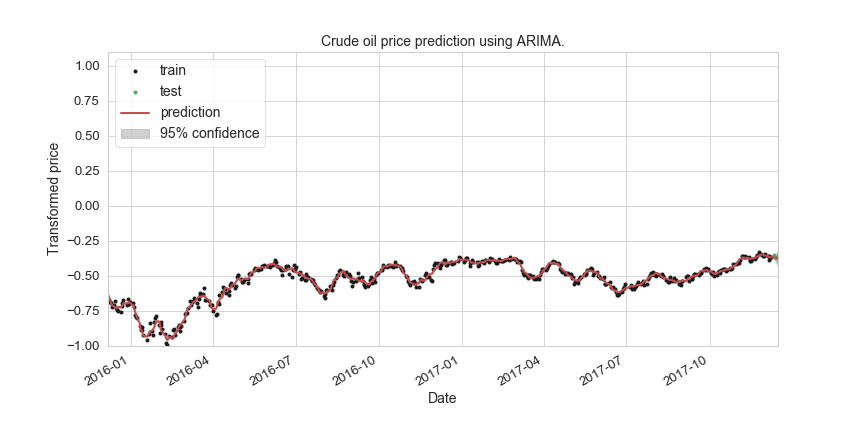 Crude oil price prediction using ARIMA.
train
test
prediction
95% confidence
1.00
0.75
0.50
0.25
0.00
−0.25
−0.50
−0.75
−1.00
Transformed price
2016-01
2016-04
2016-07
2016-10
2017-01
2017-04
2017-07
2017-10
Date